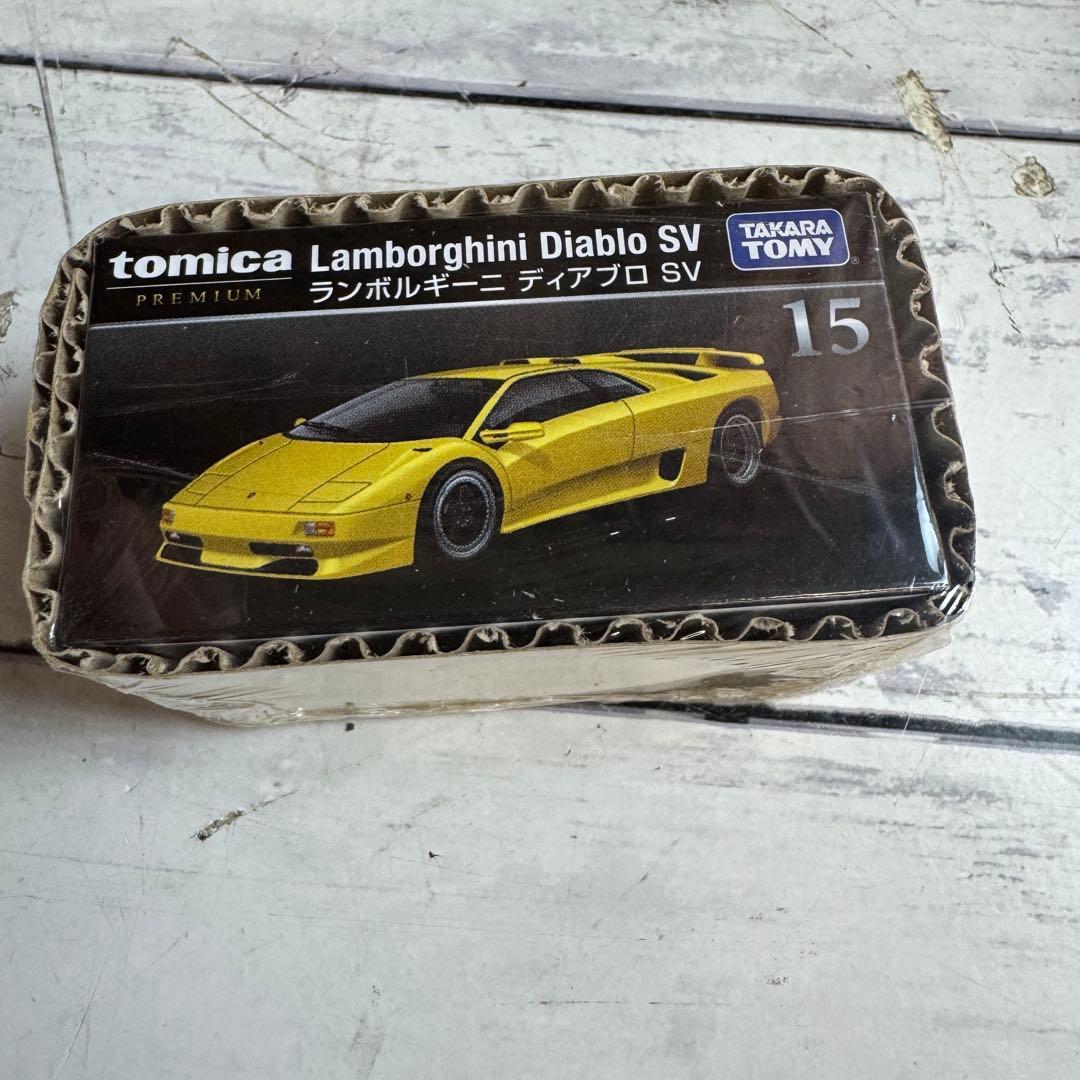 tomica
PREMIUM
Lamborghini Diablo SV
ランボルギーニ ディアブロ SV
TAKARA
TOMY®
15